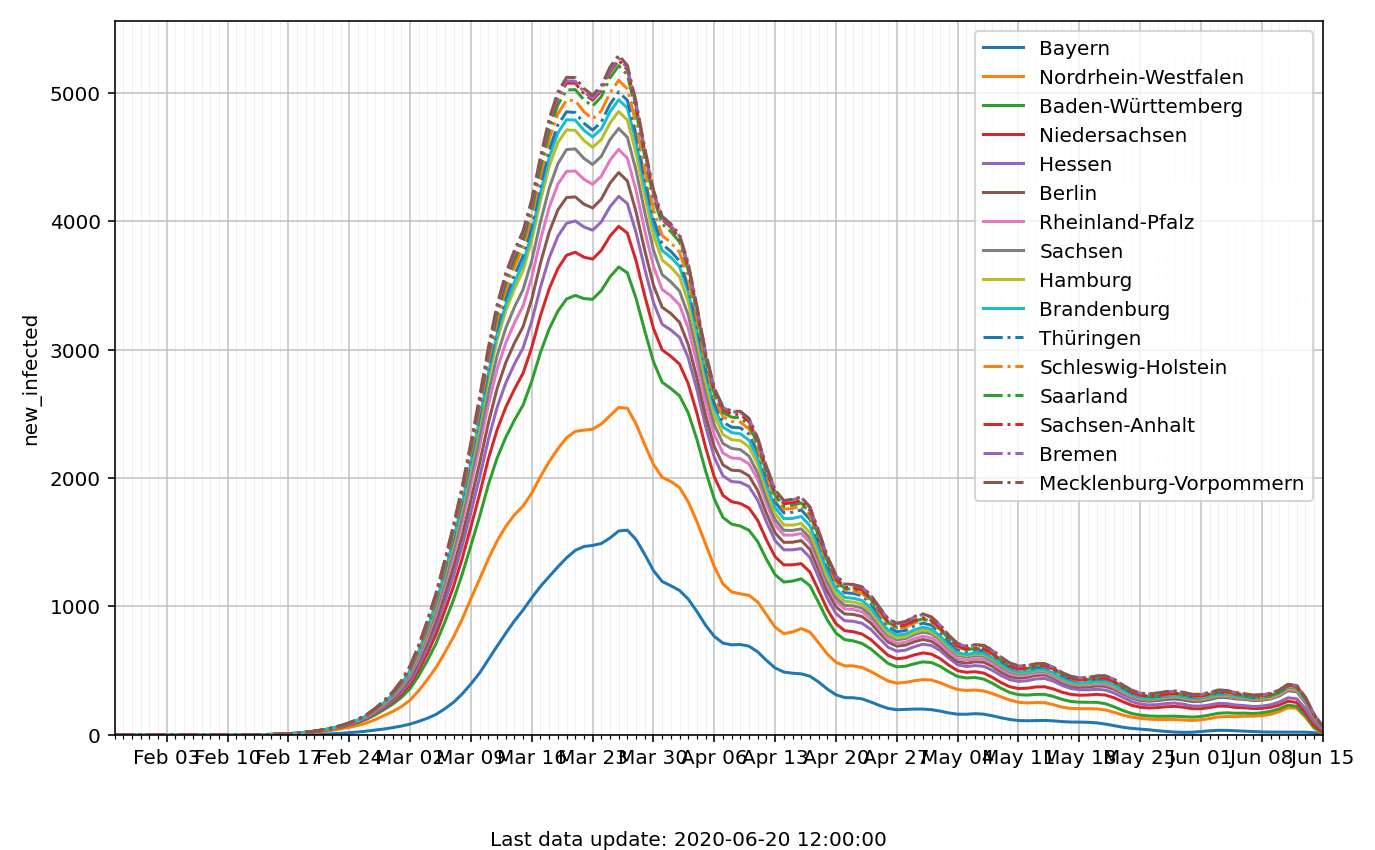 5000
4000
3000
2000
1000
0
new_infected
Bayern
Nordrhein-Westfalen
Baden-Württemberg
Niedersachsen
Hessen
Berlin
Rheinland-Pfalz
Sachsen
Hamburg
Brandenburg
Thüringen
Schleswig-Holstein
Saarland
Sachsen-Anhalt
Bremen
Mecklenburg-Vorpommern
Feb 03 Feb 10 Feb 17 Feb 24 Mar 02 Mar 09 Mar 16 Mar 23 Mar 30 Apr 06 Apr 13 Apr 20 Apr 27 May 04 May 11 May 18 May 25 Jun 01 Jun 08 Jun 15
Last data update: 2020-06-20 12:00:00